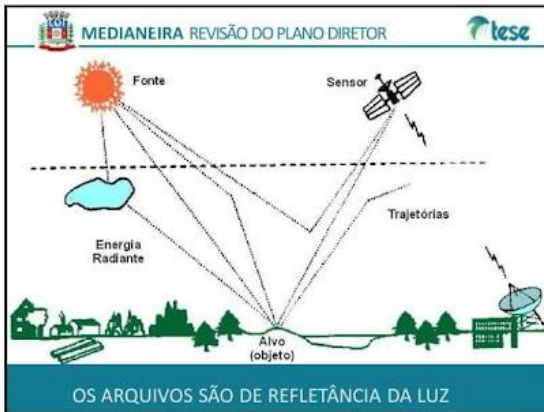 MEDIANEIRA REVISÃO DO PLANO DIRETOR
tese
Fonte
Sensor
Energia
Radiante
Trajetórias
Alvo
(objeto)
OS ARQUIVOS SÃO DE REFLETÂNCIA DA LUZ